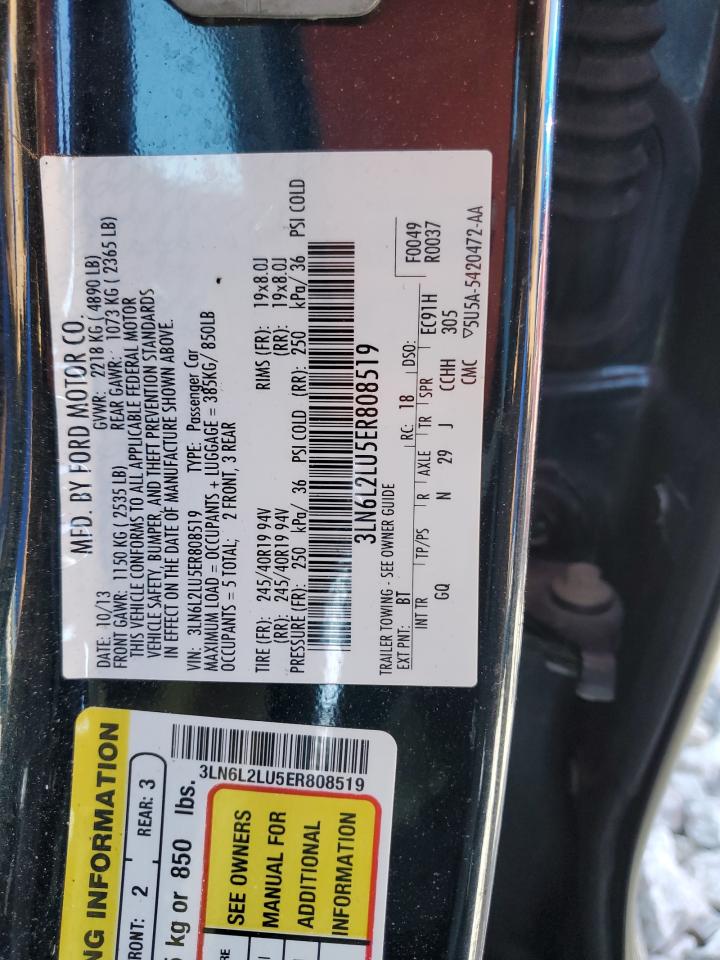 MFD. BY FORD MOTOR CO.
DATE: 10/13 GVWR: 2218 KG ( 4890 LB)
FRONT GAWR: 1150 KG ( 2535 LB) REAR GAWR: 1073 KG ( 2365 LB)
THIS VEHICLE CONFORMS TO ALL APPLICABLE FEDERAL MOTOR
VEHICLE SAFETY, BUMPER, AND THEFT PREVENTION STANDARDS
IN EFFECT ON THE DATE OF MANUFACTURE SHOWN ABOVE.
VIN: 3LN6L2LU5ER808519 TYPE: Passenger Car
MAXIMUM LOAD = OCCUPANTS + LUGGAGE = 385KG/ 850LB
OCCUPANTS = 5 TOTAL; 2 FRONT, 3 REAR
TIRE (FR): 245/40R19 94V RIMS (FR): 19x8.0J
(RR): 245/40R19 94V (RR): 19x8.0J
PRESSURE (FR): 250 kPa/ 36 PSI COLD (RR): 250 kPa/ 36 PSI COLD
3LN6L2LU5ER808519
TRAILER TOWING - SEE OWNER GUIDE
EXT PNT: BT RC: 18 DSO: F0049
R0037
INT TR TP/PS R AXLE TR SPR EC91H
GQ N 29 J CCHH 305
CMC ▽5U5A-5420472-AA
NG INFORMATION
RONT: 2 REAR: 3
3LN6L2LU5ER808519
kg or 850 lbs.
SEE OWNERS
MANUAL FOR
ADDITIONAL
INFORMATION